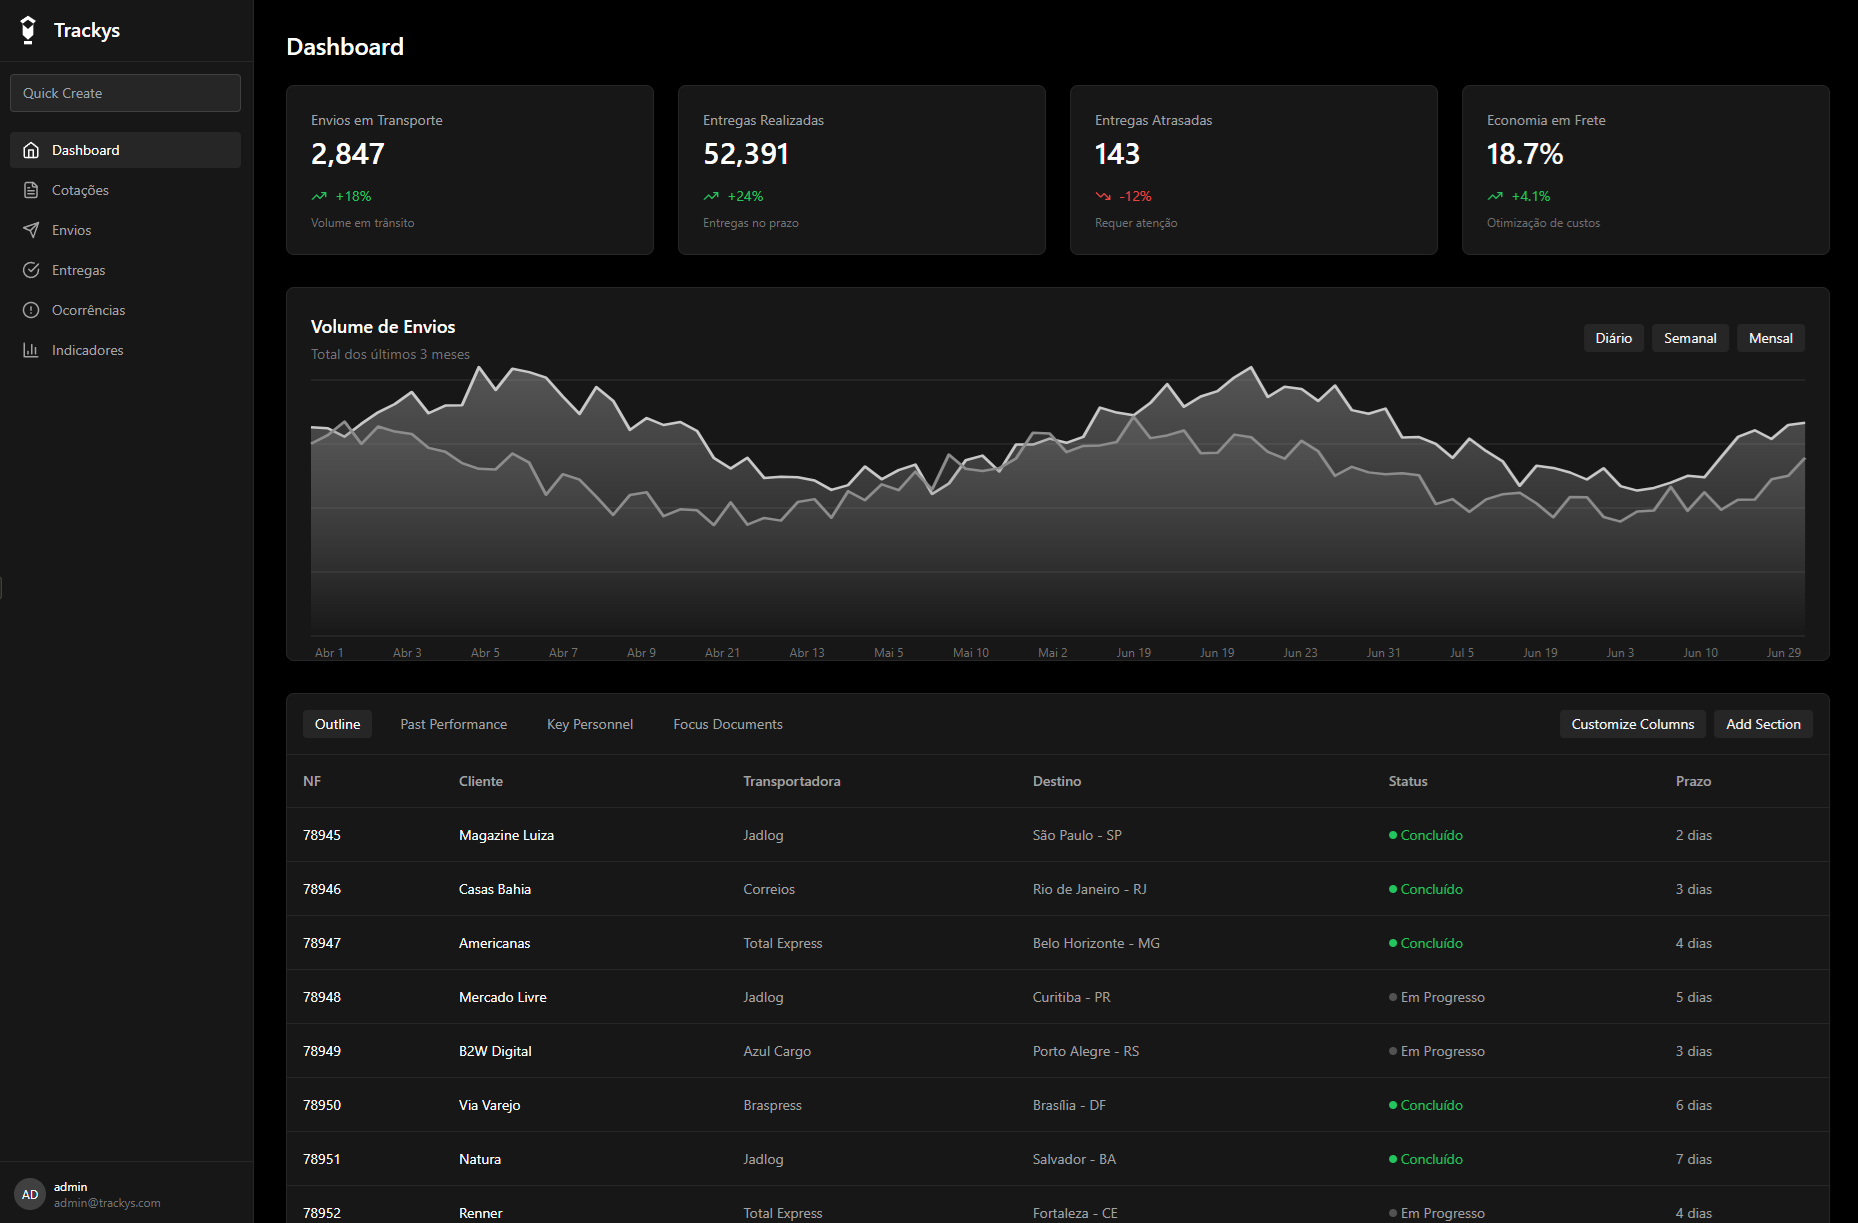 Trackys
Quick Create
Dashboard
Cotações
Envios
Entregas
Ocorrências
Indicadores
AD
admin
admin@trackys.com
Dashboard
Envios em Transporte
2,847
+18%
Volume em trânsito
Entregas Realizadas
52,391
+24%
Entregas no prazo
Entregas Atrasadas
143
-12%
Requer atenção
Economia em Frete
18.7%
+4.1%
Otimização de custos
Volume de Envios
Total dos últimos 3 meses
Diário Semanal Mensal
Abr 1 Abr 3 Abr 5 Abr 7 Abr 9 Abr 21 Abr 13 Mai 5 Mai 10 Mai 2 Jun 19 Jun 19 Jun 23 Jun 31 Jul 5 Jun 19 Jun 3 Jun 10 Jun 29
Outline Past Performance Key Personnel Focus Documents Customize Columns Add Section
NF Cliente Transportadora Destino Status Prazo
78945 Magazine Luiza Jadlog São Paulo - SP Concluído 2 dias
78946 Casas Bahia Correios Rio de Janeiro - RJ Concluído 3 dias
78947 Americanas Total Express Belo Horizonte - MG Concluído 4 dias
78948 Mercado Livre Jadlog Curitiba - PR Em Progresso 5 dias
78949 B2W Digital Azul Cargo Porto Alegre - RS Em Progresso 3 dias
78950 Via Varejo Braspress Brasília - DF Concluído 6 dias
78951 Natura Jadlog Salvador - BA Concluído 7 dias
78952 Renner Total Express Fortaleza - CE Em Progresso 4 dias